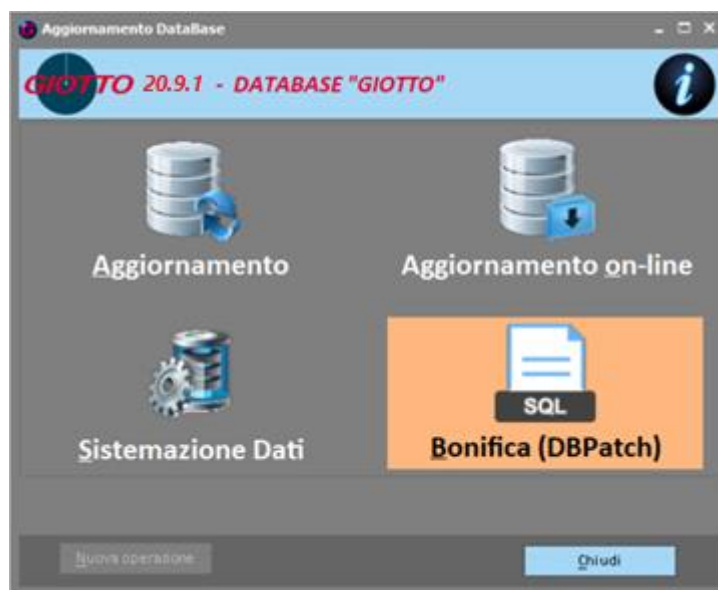 Aggiornamento DataBase
GIOTTO 20.9.1 - DATABASE "GIOTTO"
i
Aggiornamento
Aggiornamento on-line
SQL
Sistemazione Dati
Bonifica (DBPatch)
Nuova operazione
Chiudi